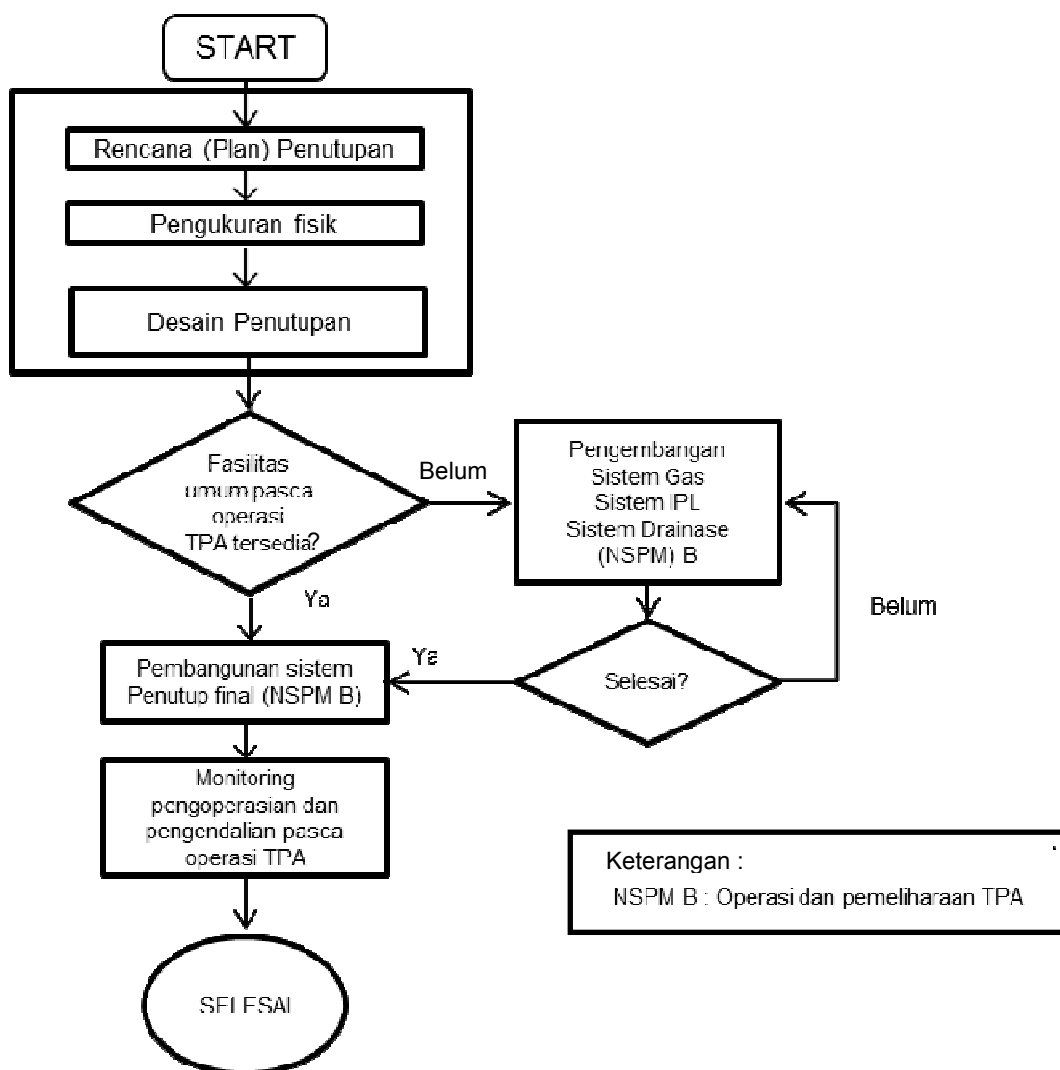 START
Rencana (Plan) Penutupan
Pengukuran fisik
Desain Penutupan
Fasilitas
umum pasca
operasi
TPA tersedia?
Belum
Pengembangan
Sistem Gas
Sistem IPL
Sistem Drainase
(NSPM) B
Ya
Belum
Pembangunan sistem
Penutup final (NSPM B)
Ya
Selesai?
Monitoring
pengoperasian dan
pengendalian pasca
operasi TPA
Keterangan :
NSPM B : Operasi dan pemeliharaan TPA
SELESAI